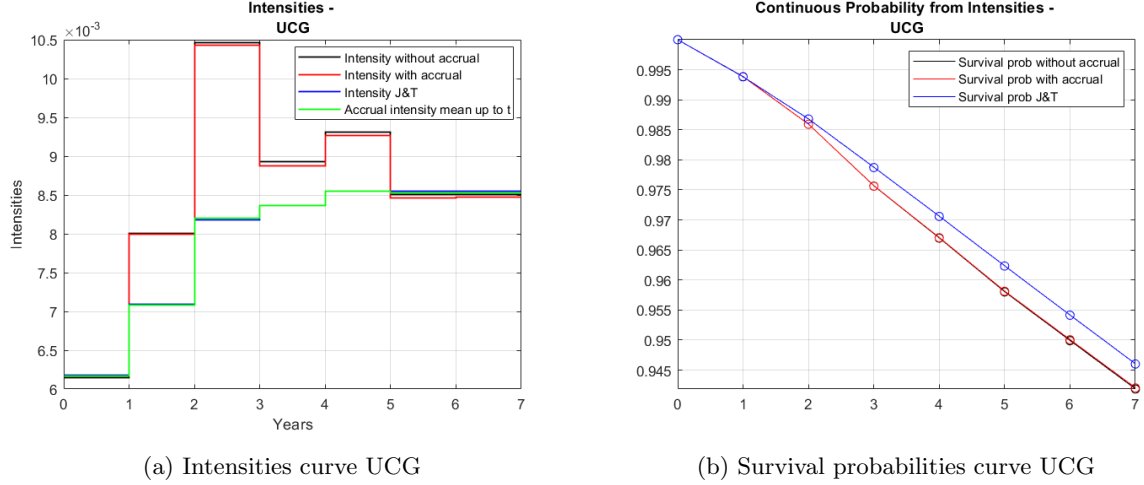 Intensities -
UCG
×10⁻³
10.5
10
9.5
9
8.5
8
7.5
7
6.5
6
Intensities
0 1 2 3 4 5 6 7
Years
Intensity without accrual
Intensity with accrual
Intensity J&T
Accrual intensity mean up to t
(a) Intensities curve UCG
Continuous Probability from Intensities -
UCG
0.995
0.99
0.985
0.98
0.975
0.97
0.965
0.96
0.955
0.95
0.945
0 1 2 3 4 5 6 7
Survival prob without accrual
Survival prob with accrual
Survival prob J&T
(b) Survival probabilities curve UCG